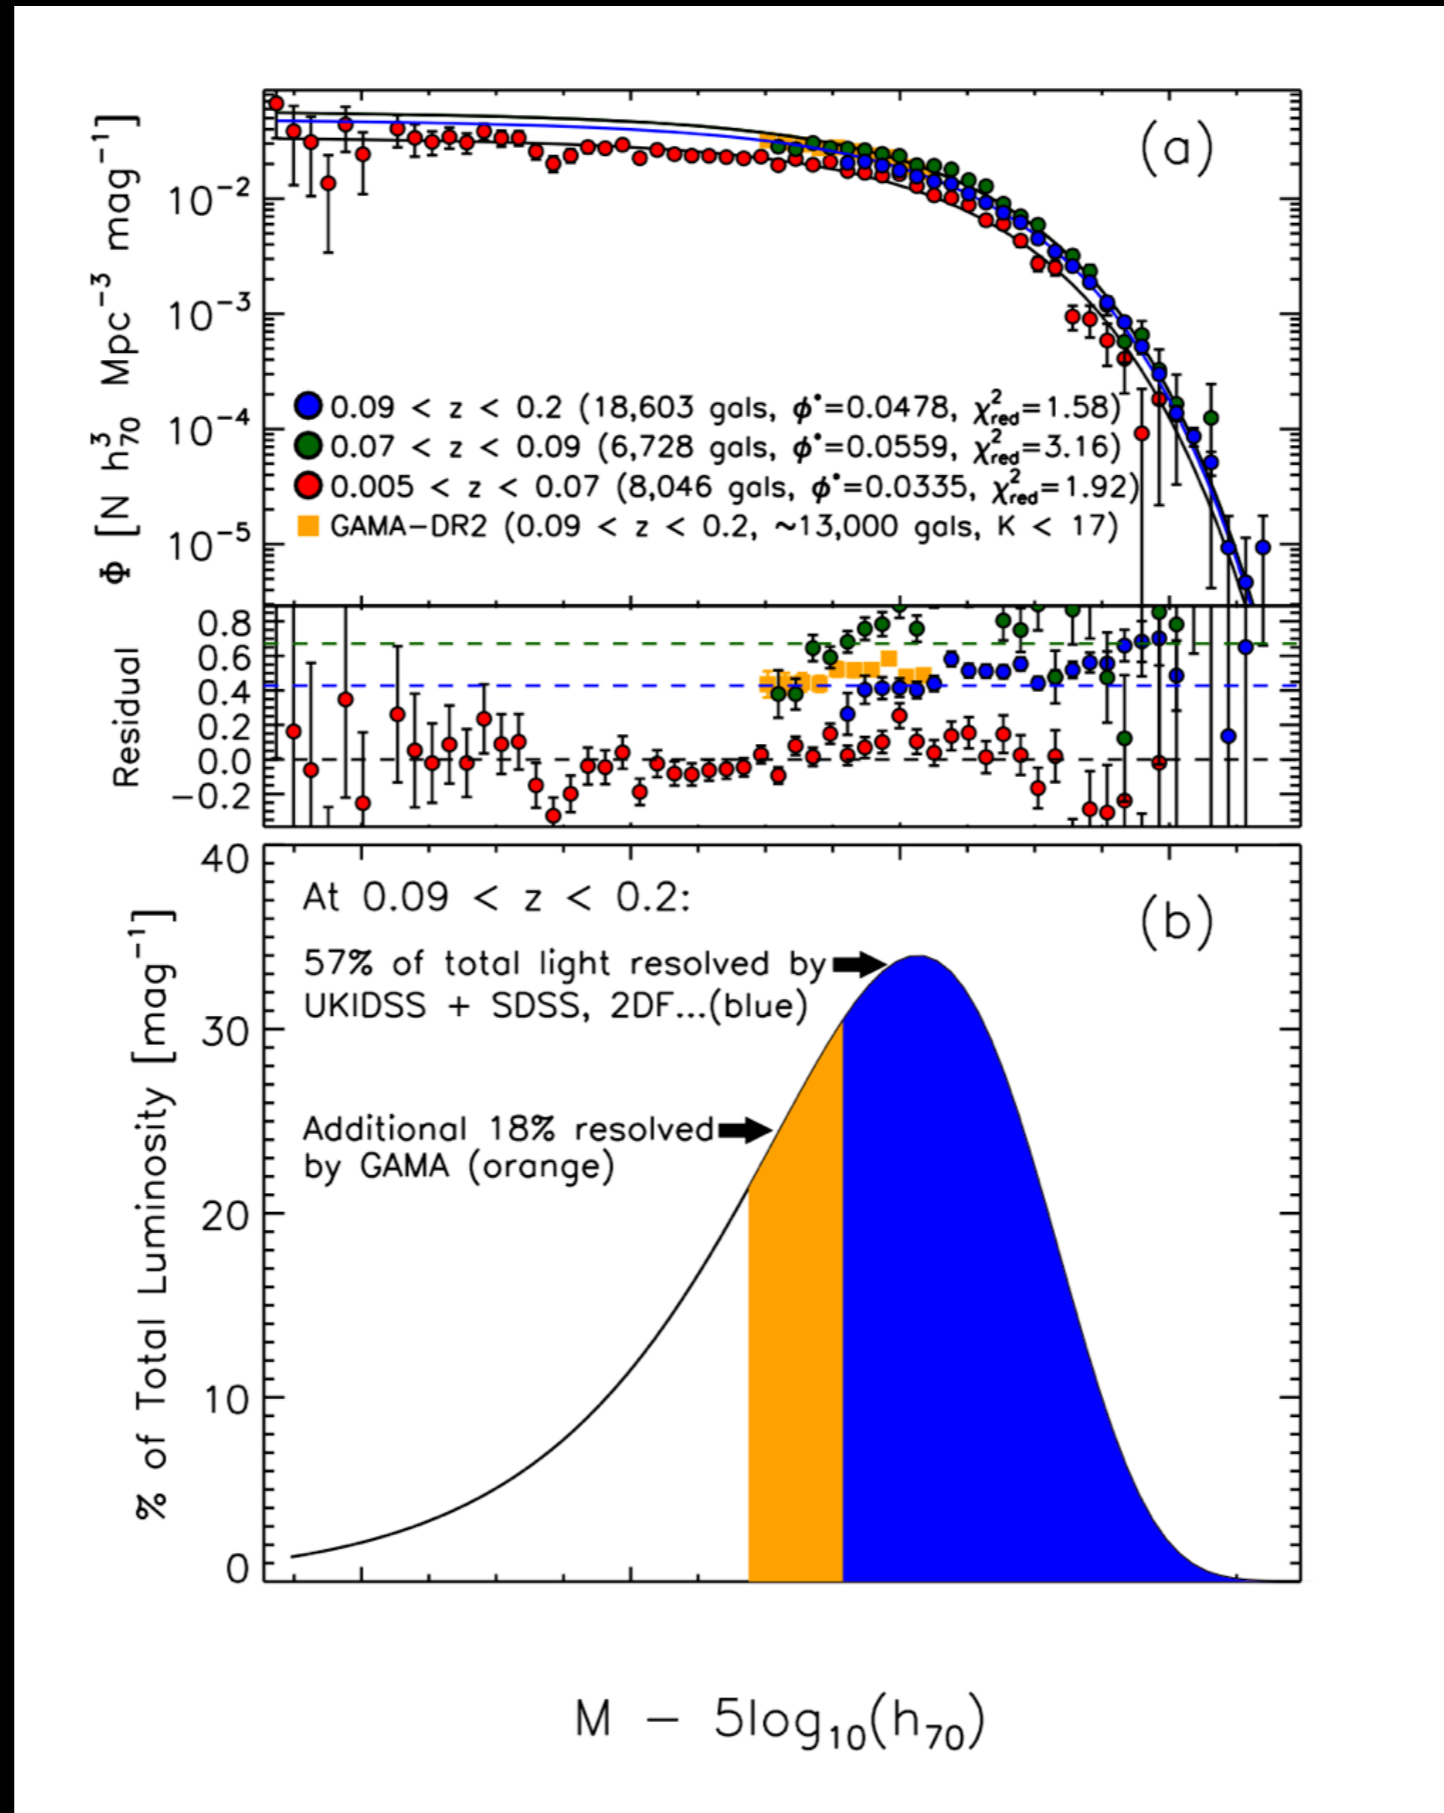 (a)
Φ [N h₇₀³ Mpc⁻³ mag⁻¹]
10⁻²
10⁻³
10⁻⁴
10⁻⁵
0.09 < z < 0.2 (18,603 gals, ϕ*=0.0478, χ²red=1.58)
0.07 < z < 0.09 (6,728 gals, ϕ*=0.0559, χ²red=3.16)
0.005 < z < 0.07 (8,046 gals, ϕ*=0.0335, χ²red=1.92)
GAMA-DR2 (0.09 < z < 0.2, ~13,000 gals, K < 17)
Residual
0.8
0.6
0.4
0.2
0.0
−0.2
(b)
% of Total Luminosity [mag⁻¹]
40
30
20
10
0
At 0.09 < z < 0.2:
57% of total light resolved by
UKIDSS + SDSS, 2DF...(blue)
Additional 18% resolved
by GAMA (orange)
M − 5log₁₀(h₇₀)